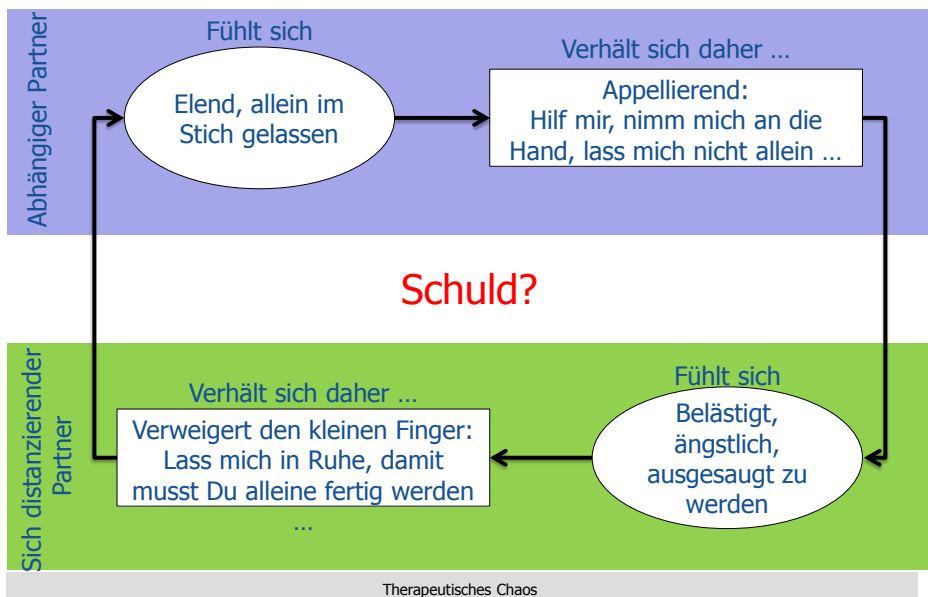 Abhängiger Partner
Fühlt sich
Elend, allein im
Stich gelassen
Verhält sich daher …
Appellierend:
Hilf mir, nimm mich an die
Hand, lass mich nicht allein …
Schuld?
Sich distanzierender
Partner
Verhält sich daher …
Verweigert den kleinen Finger:
Lass mich in Ruhe, damit
musst Du alleine fertig werden
…
Fühlt sich
Belästigt,
ängstlich,
ausgesaugt zu
werden
Therapeutisches Chaos